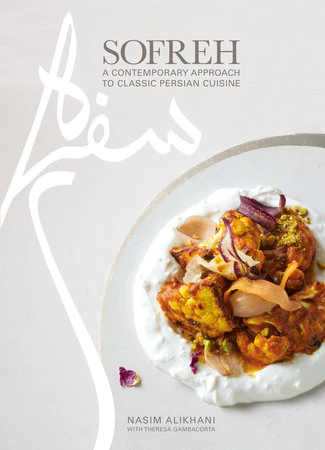 SOFREH
A CONTEMPORARY APPROACH
TO CLASSIC PERSIAN CUISINE
سفره
NASIM ALIKHANI
WITH THERESA GAMBACORTA